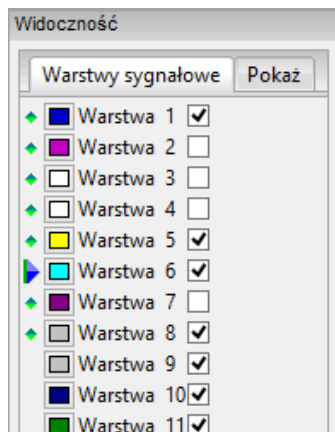 Widoczność
Warstwy sygnałowe Pokaż
Warstwa 1
Warstwa 2
Warstwa 3
Warstwa 4
Warstwa 5
Warstwa 6
Warstwa 7
Warstwa 8
Warstwa 9
Warstwa 10
Warstwa 11